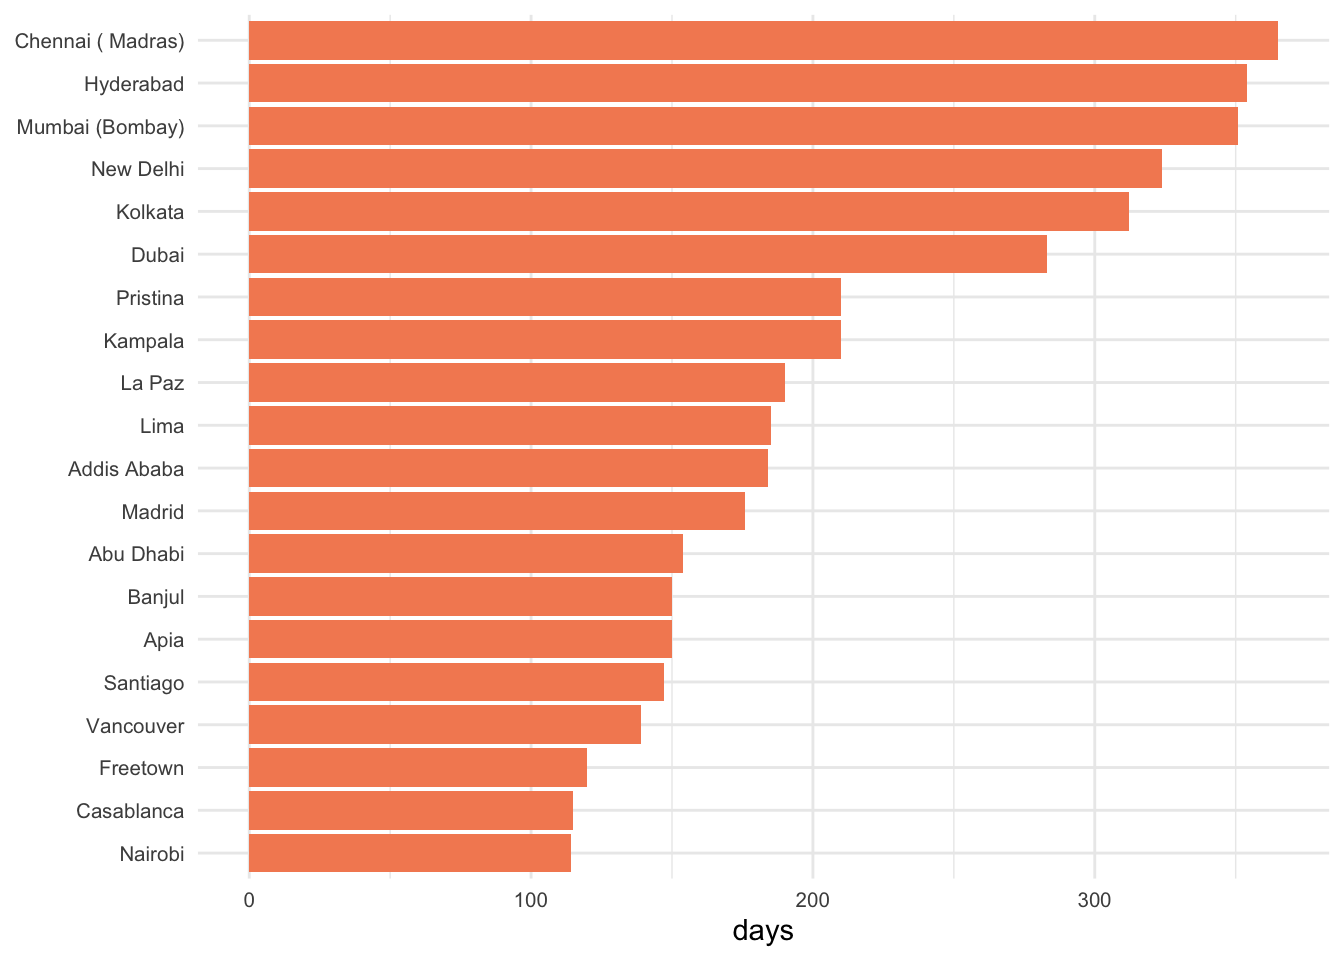 Chennai ( Madras)
Hyderabad
Mumbai (Bombay)
New Delhi
Kolkata
Dubai
Pristina
Kampala
La Paz
Lima
Addis Ababa
Madrid
Abu Dhabi
Banjul
Apia
Santiago
Vancouver
Freetown
Casablanca
Nairobi
0 100 200 300
days